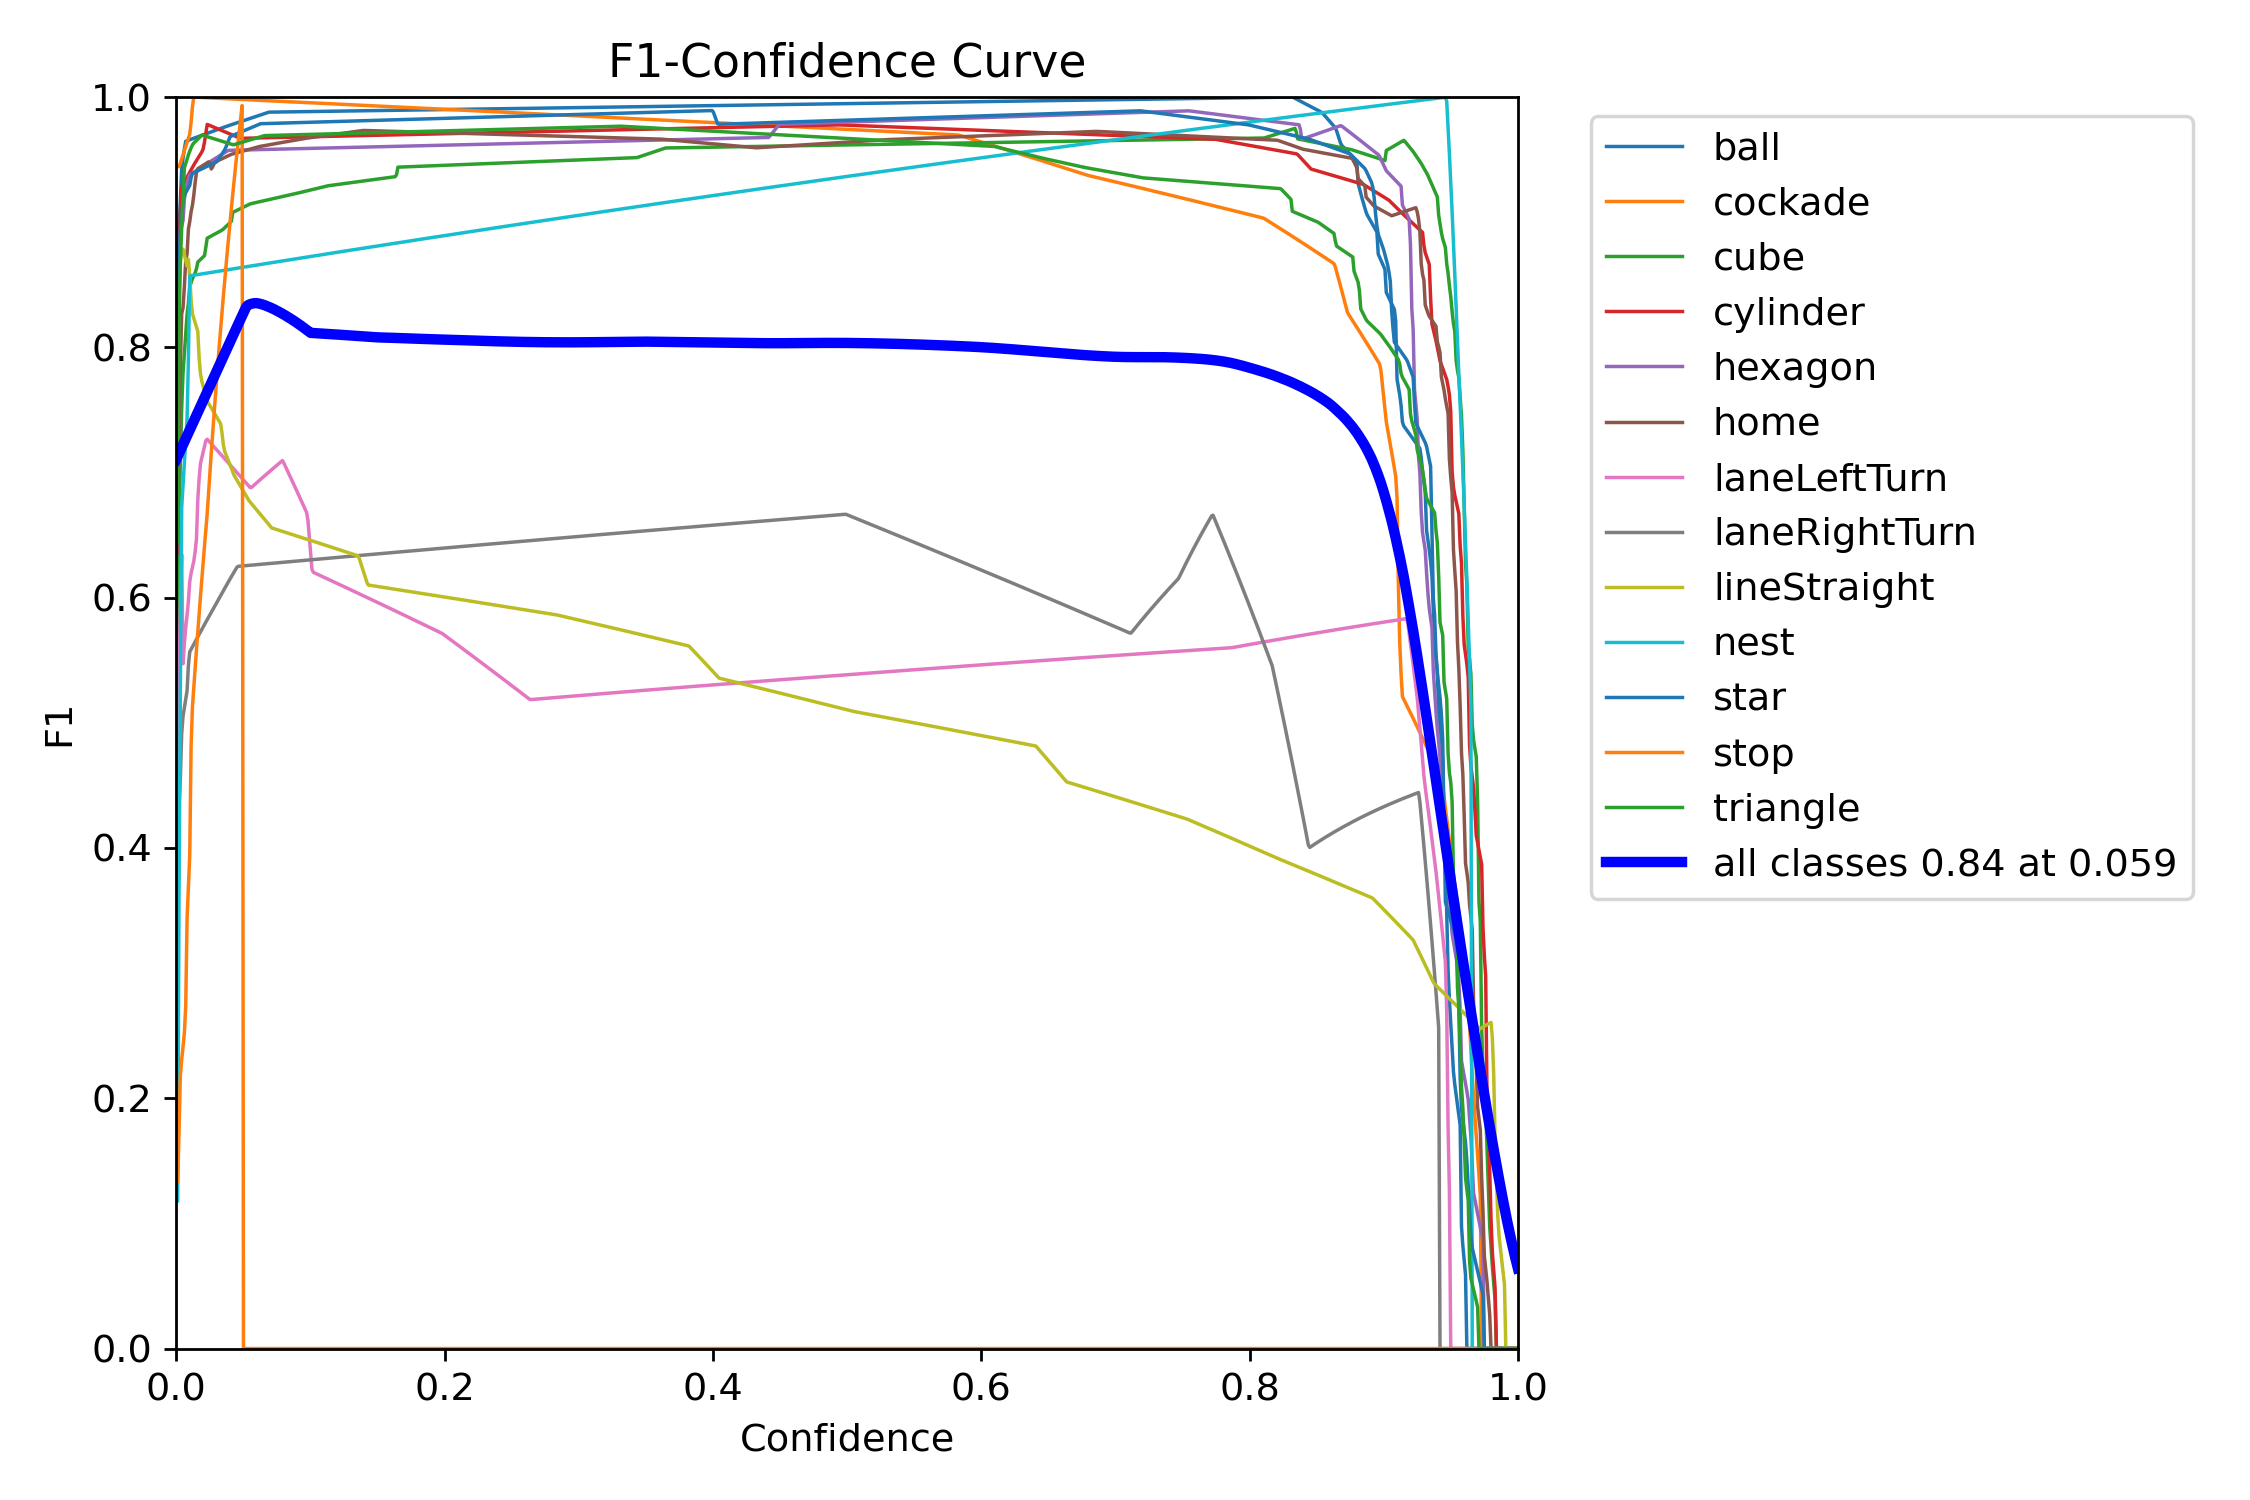 F1-Confidence Curve
1.0
0.8
0.6
0.4
0.2
0.0
F1
0.0 0.2 0.4 0.6 0.8 1.0
Confidence
ball
cockade
cube
cylinder
hexagon
home
laneLeftTurn
laneRightTurn
lineStraight
nest
star
stop
triangle
all classes 0.84 at 0.059